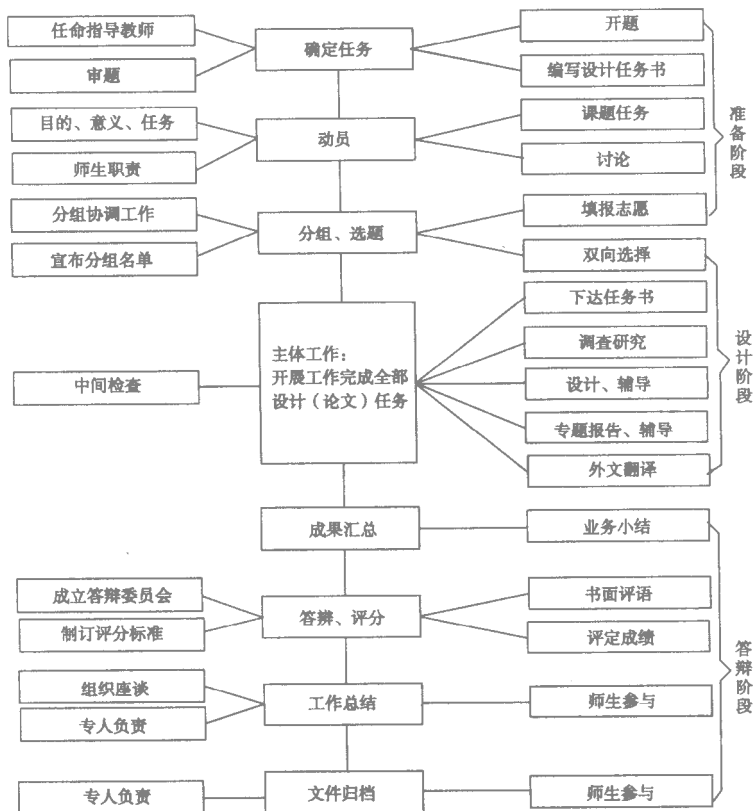 任命指导教师
确定任务
开题
审题
编写设计任务书
目的、意义、任务
动员
课题任务
师生职责
讨论
准备阶段
分组协调工作
分组、选题
填报志愿
宣布分组名单
双向选择
下达任务书
主体工作：
开展工作完成全部
设计（论文）任务
调查研究
中间检查
设计、辅导
专题报告、辅导
外文翻译
设计阶段
成果汇总
业务小结
成立答辩委员会
答辨、评分
书面评语
制订评分标准
评定成绩
组织座谈
工作总结
师生参与
专人负责
答辩阶段
专人负责
文件归档
师生参与